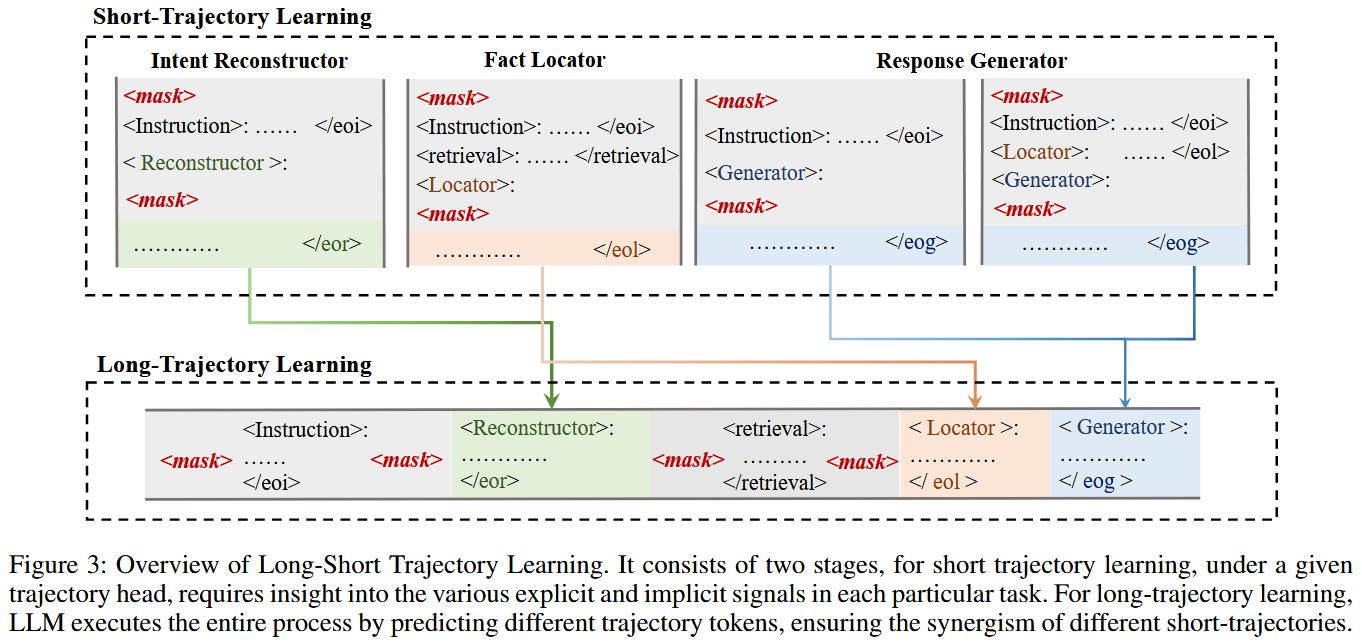 Short-Trajectory Learning
Intent Reconstructor
<mask>
<Instruction>: …… </eoi>
< Reconstructor >:
<mask>
………… </eor>
Fact Locator
<mask>
<Instruction>: …… </eoi>
<retrieval>: …… </retrieval>
<Locator>:
<mask>
………… </eol>
Response Generator
<mask>
<Instruction>: …… </eoi>
<Generator>:
<mask>
………… </eog>
<mask>
<Instruction>: …… </eoi>
<Locator>: …… </eol>
<Generator>:
<mask>
………… </eog>
Long-Trajectory Learning
<mask>
<Instruction>:
……
</eoi>
<mask>
<Reconstructor>:
…………
</eor>
<mask>
<retrieval>:
………
</retrieval>
<mask>
< Locator >:
…………
</ eol >
< Generator >:
…………
</ eog >
Figure 3: Overview of Long-Short Trajectory Learning. It consists of two stages, for short trajectory learning, under a given
trajectory head, requires insight into the various explicit and implicit signals in each particular task. For long-trajectory learning,
LLM executes the entire process by predicting different trajectory tokens, ensuring the synergism of different short-trajectories.